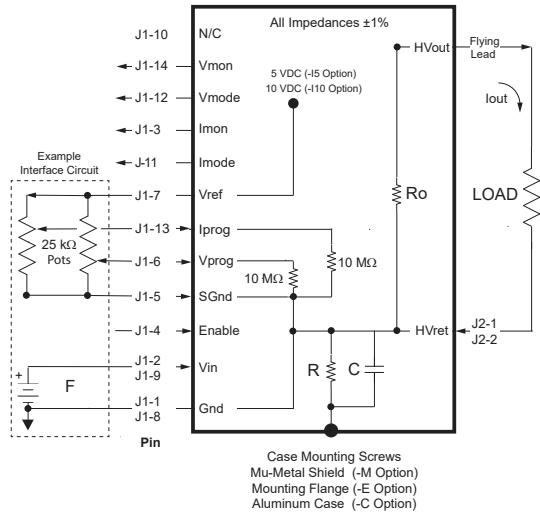 All Impedances ±1%
J1-10 N/C
J1-14 Vmon
J1-12 Vmode
J1-3 Imon
J-11 Imode
J1-7 Vref
J1-13 Iprog
J1-6 Vprog
J1-5 SGnd
J1-4 Enable
J1-2
J1-9
Vin
J1-1
J1-8
Gnd
Pin
5 VDC (-I5 Option)
10 VDC (-I10 Option)
Example
Interface Circuit
25 kΩ
Pots
+
F
10 MΩ
10 MΩ
Ro
R
C
HVout
HVret
Flying
Lead
Iout
LOAD
J2-1
J2-2
Case Mounting Screws
Mu-Metal Shield (-M Option)
Mounting Flange (-E Option)
Aluminum Case (-C Option)